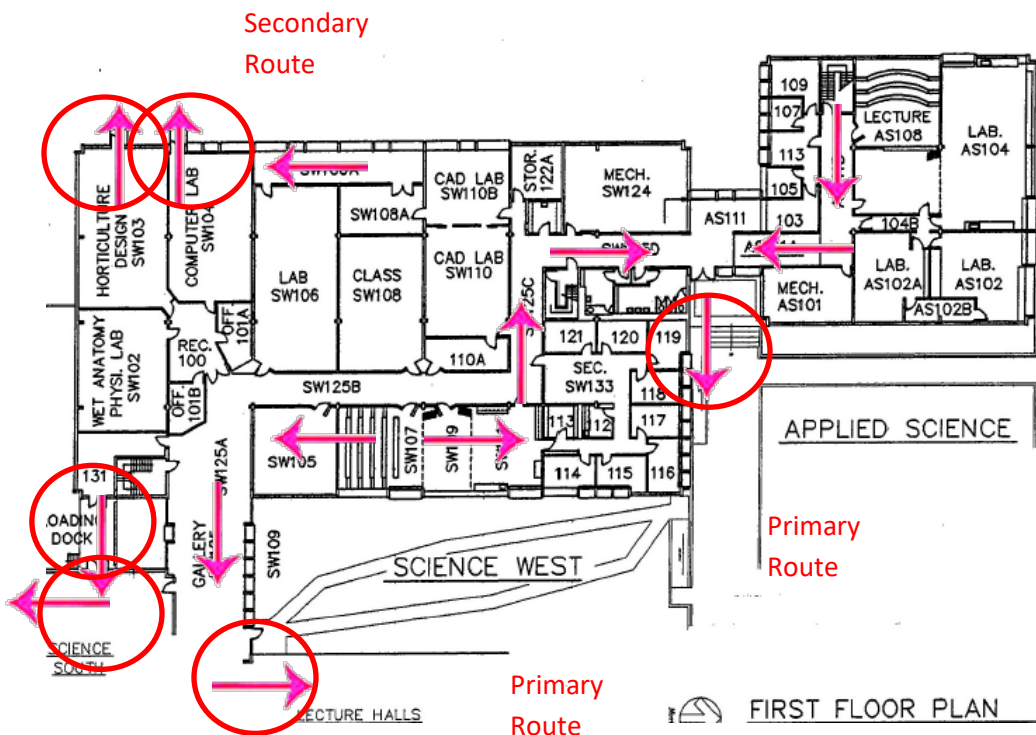 Secondary
Route
109
107
113
105
103
LECTURE
AS108
LAB.
AS104
104B
LAB.
AS102A
LAB.
AS102
AS102B
MECH.
AS101
AS111
STOR.
122A
MECH.
SW124
CAD LAB
SW110B
CAD LAB
SW110
SW108A
CLASS
SW108
LAB
SW106
HORTICULTURE
DESIGN
SW103
COMPUTER LAB
SW104
WET ANATOMY
PHYSI. LAB
SW102
REC.
100
OFF.
101A
OFF.
101B
110A
SW125B
121
120
119
SEC.
SW133
118
117
116
113
114
115
SW105
SW107
SW125A
GALLERY
SW109
131
LOADING
DOCK
SCIENCE
SOUTH
SCIENCE WEST
APPLIED SCIENCE
Primary
Route
Primary
Route
LECTURE HALLS
FIRST FLOOR PLAN